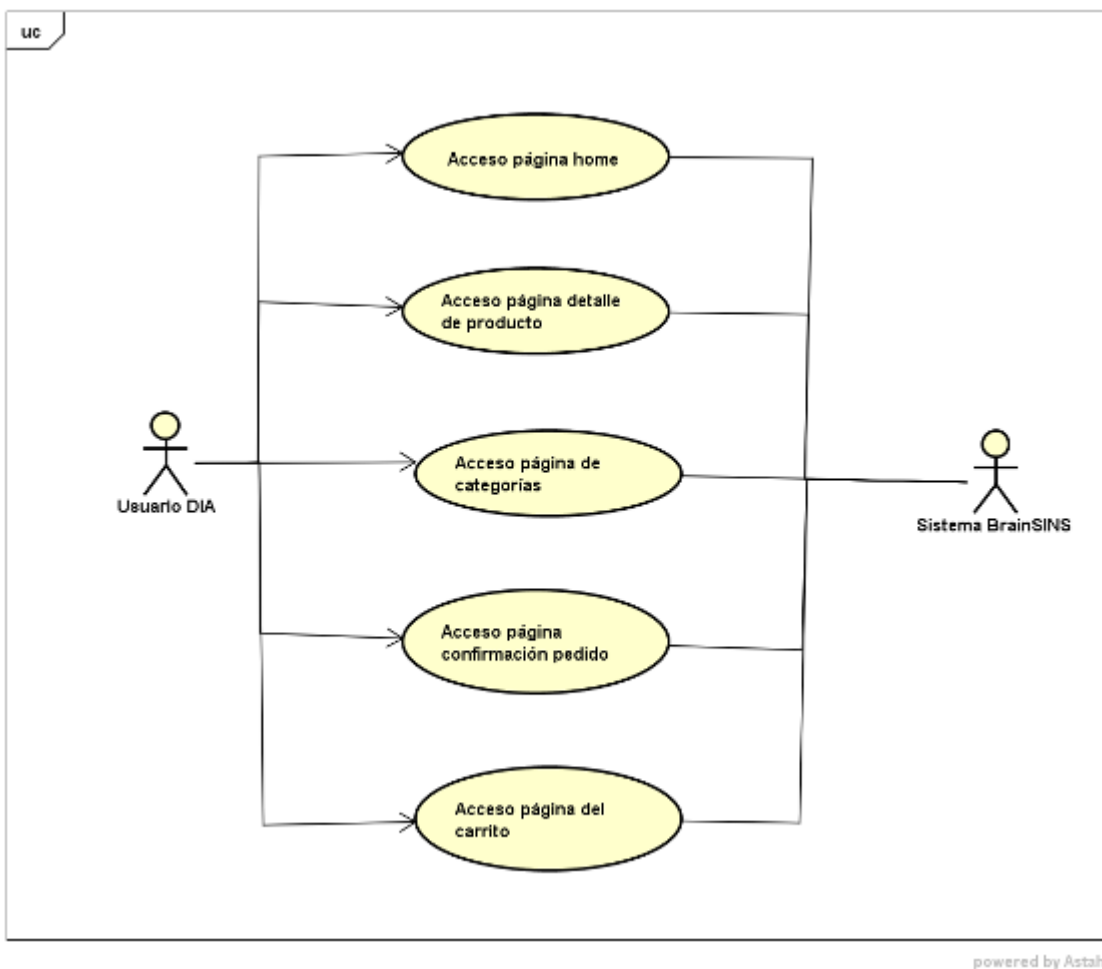 uc
Acceso página home
Acceso página detalle
de producto
Acceso página de
categorías
Usuario DIA
Sistema BrainSINS
Acceso página
confirmación pedido
Acceso página del
carrito
powered by Astah